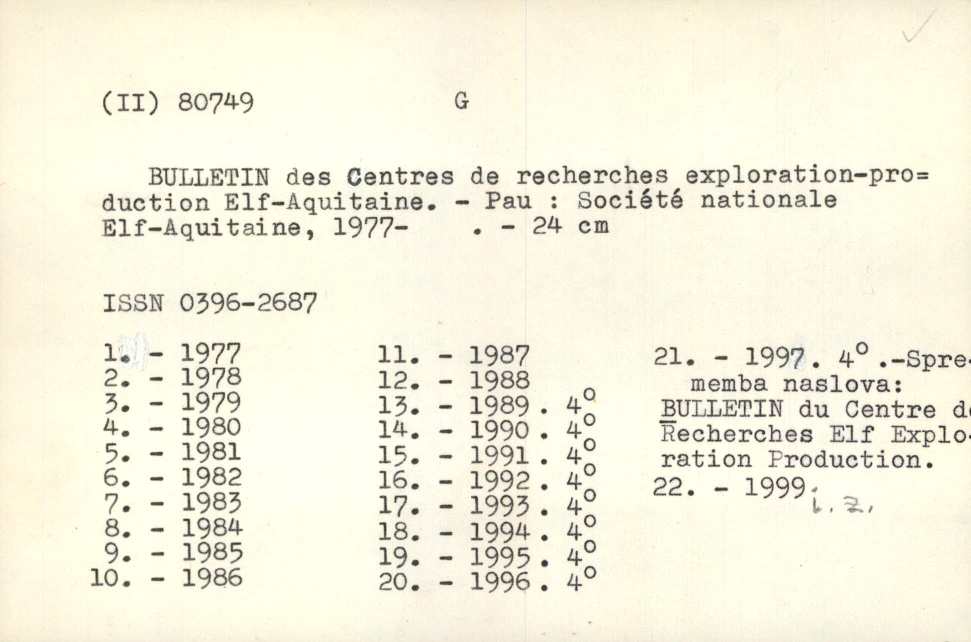 (II) 80749 G
BULLETIN des Centres de recherches exploration-pro=
duction Elf-Aquitaine. - Pau : Société nationale
Elf-Aquitaine, 1977- . - 24 cm
ISSN 0396-2687
1. - 1977
2. - 1978
3. - 1979
4. - 1980
5. - 1981
6. - 1982
7. - 1983
8. - 1984
9. - 1985
10. - 1986
11. - 1987
12. - 1988
13. - 1989. 4°
14. - 1990. 4°
15. - 1991. 4°
16. - 1992. 4°
17. - 1993. 4°
18. - 1994. 4°
19. - 1995. 4°
20. - 1996. 4°
21. - 1997. 4°.-Spre-
memba naslova:
BULLETIN du Centre de
Recherches Elf Explo-
ration Production.
22. - 1999.